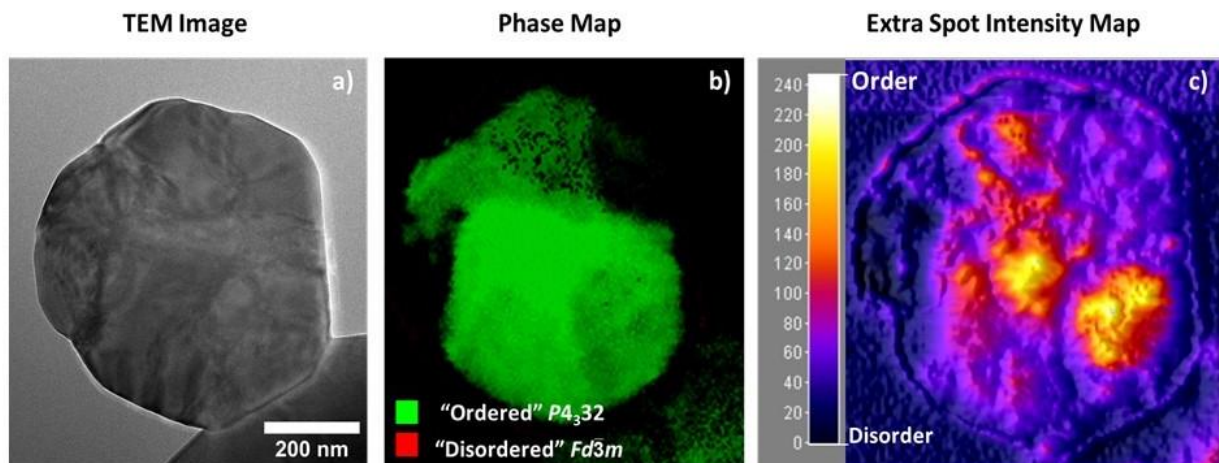 TEM Image
Phase Map
Extra Spot Intensity Map
a)
200 nm
b)
"Ordered" P4₃32
"Disordered" Fd3̄m
c)
Order
240
220
200
180
160
140
120
100
80
60
40
20
0
Disorder